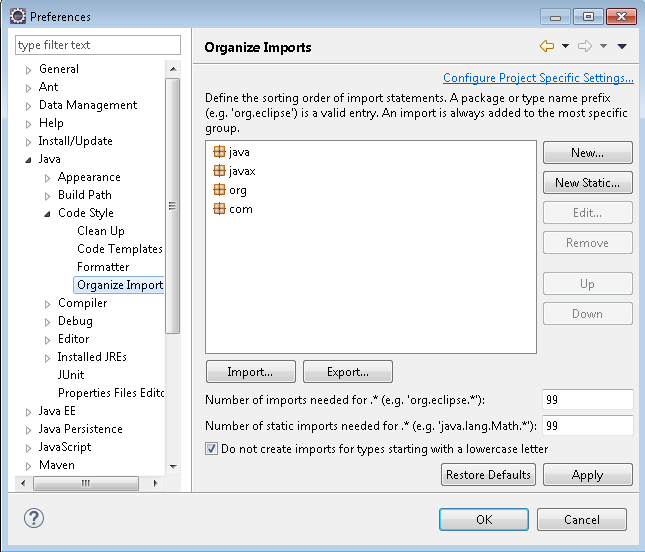 Preferences
type filter text
General
Ant
Data Management
Help
Install/Update
Java
Appearance
Build Path
Code Style
Clean Up
Code Templates
Formatter
Organize Import
Compiler
Debug
Editor
Installed JREs
JUnit
Properties Files Edito
Java EE
Java Persistence
JavaScript
Maven
Organize Imports
Configure Project Specific Settings...
Define the sorting order of import statements. A package or type name prefix
(e.g. 'org.eclipse') is a valid entry. An import is always added to the most specific
group.
java
javax
org
com
New...
New Static...
Edit...
Remove
Up
Down
Import...
Export...
Number of imports needed for .* (e.g. 'org.eclipse.*'):
99
Number of static imports needed for .* (e.g. 'java.lang.Math.*'):
99
Do not create imports for types starting with a lowercase letter
Restore Defaults
Apply
?
OK
Cancel